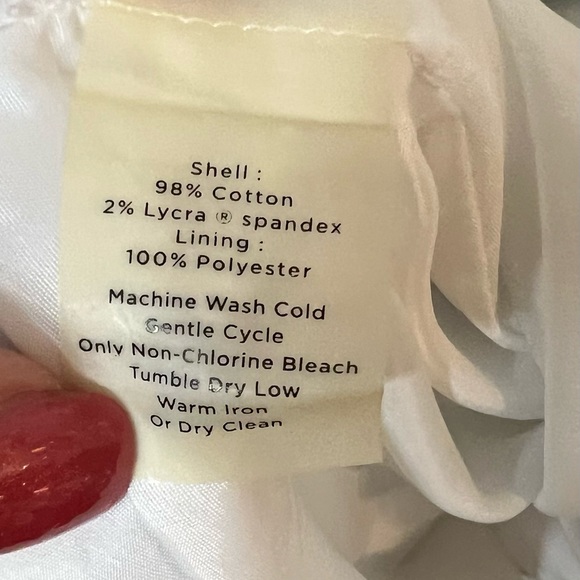 Shell :
98% Cotton
2% Lycra ® spandex
Lining :
100% Polyester
Machine Wash Cold
Gentle Cycle
Only Non-Chlorine Bleach
Tumble Dry Low
Warm Iron
Or Dry Clean